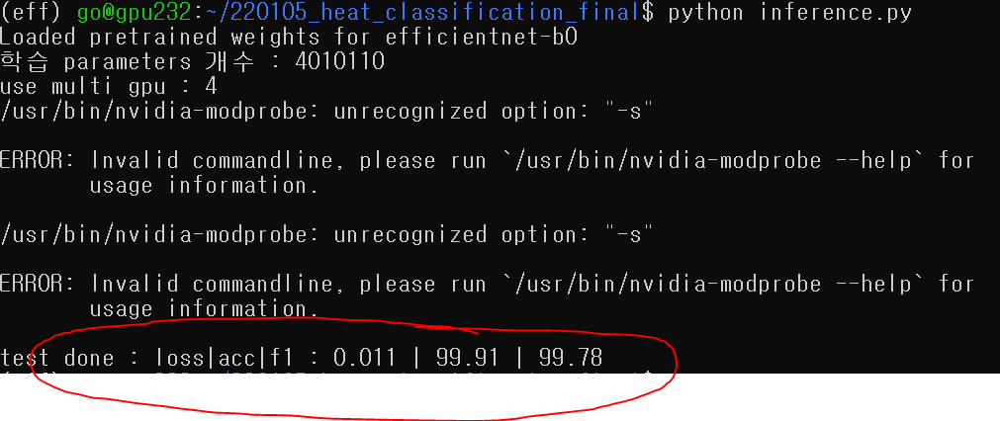 (eff) go@gpu232:~/220105_heat_classification_final$ python inference.py
Loaded pretrained weights for efficientnet-b0
학습 parameters 개수 : 4010110
use multi gpu : 4
/usr/bin/nvidia-modprobe: unrecognized option: "-s"
ERROR: Invalid commandline, please run `/usr/bin/nvidia-modprobe --help` for
usage information.
/usr/bin/nvidia-modprobe: unrecognized option: "-s"
ERROR: Invalid commandline, please run `/usr/bin/nvidia-modprobe --help` for
usage information.
test done : loss|acc|f1 : 0.011 | 99.91 | 99.78